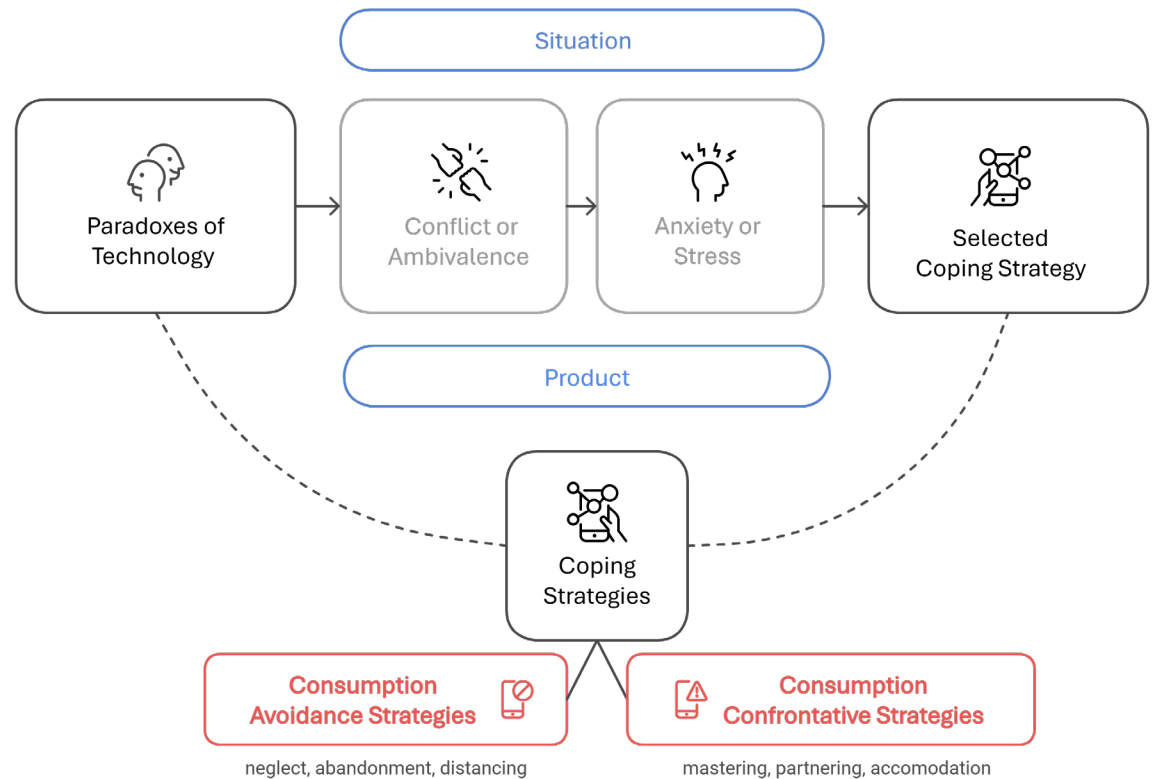 Situation
Paradoxes of
Technology
Conflict or
Ambivalence
Anxiety or
Stress
Selected
Coping Strategy
Product
Coping
Strategies
Consumption
Avoidance Strategies
Consumption
Confrontative Strategies
neglect, abandonment, distancing
mastering, partnering, accomodation